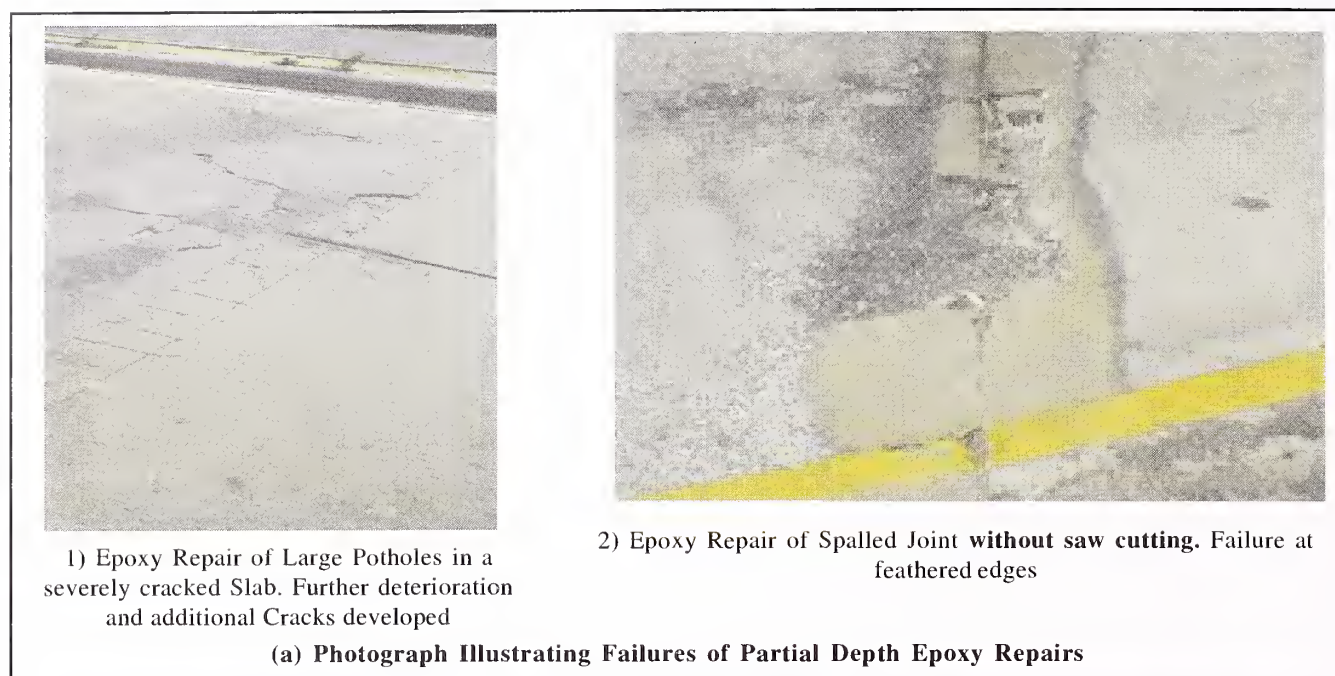 1) Epoxy Repair of Large Potholes in a
severely cracked Slab. Further deterioration
and additional Cracks developed
2) Epoxy Repair of Spalled Joint without saw cutting. Failure at
feathered edges
(a) Photograph Illustrating Failures of Partial Depth Epoxy Repairs